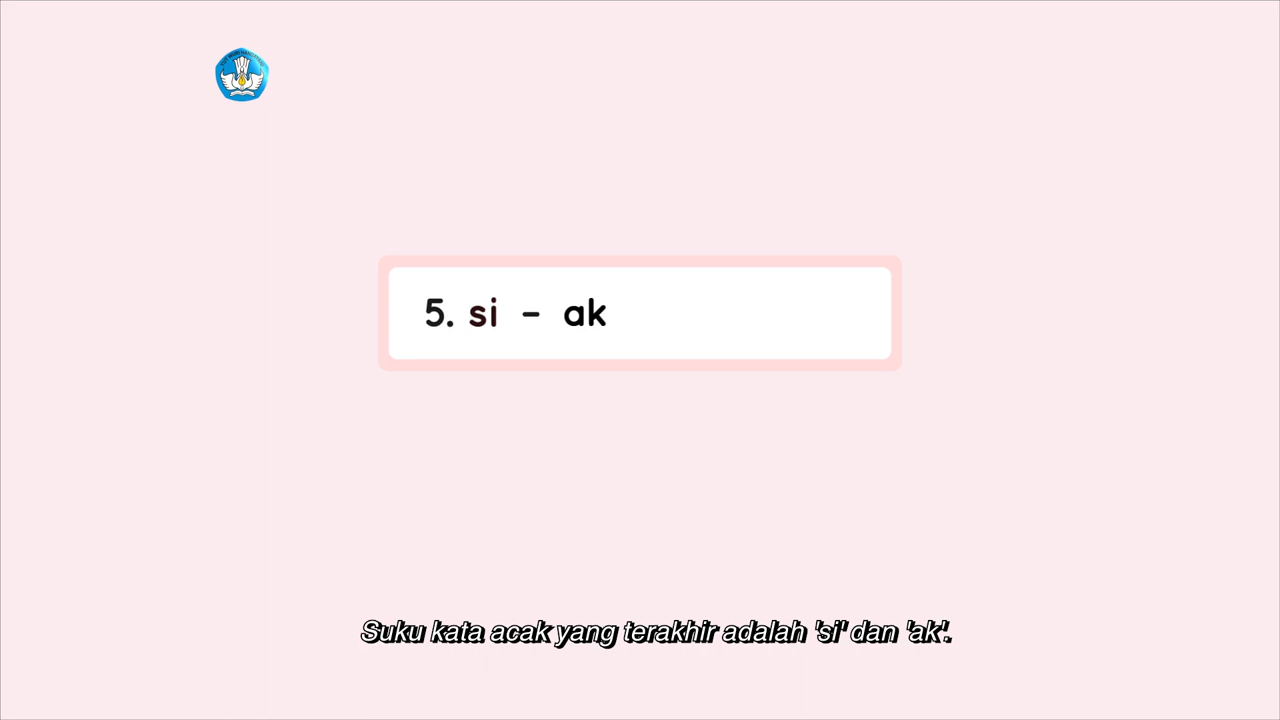 5. si - ak
Suku kata acak yang terakhir adalah 'si' dan 'ak'.